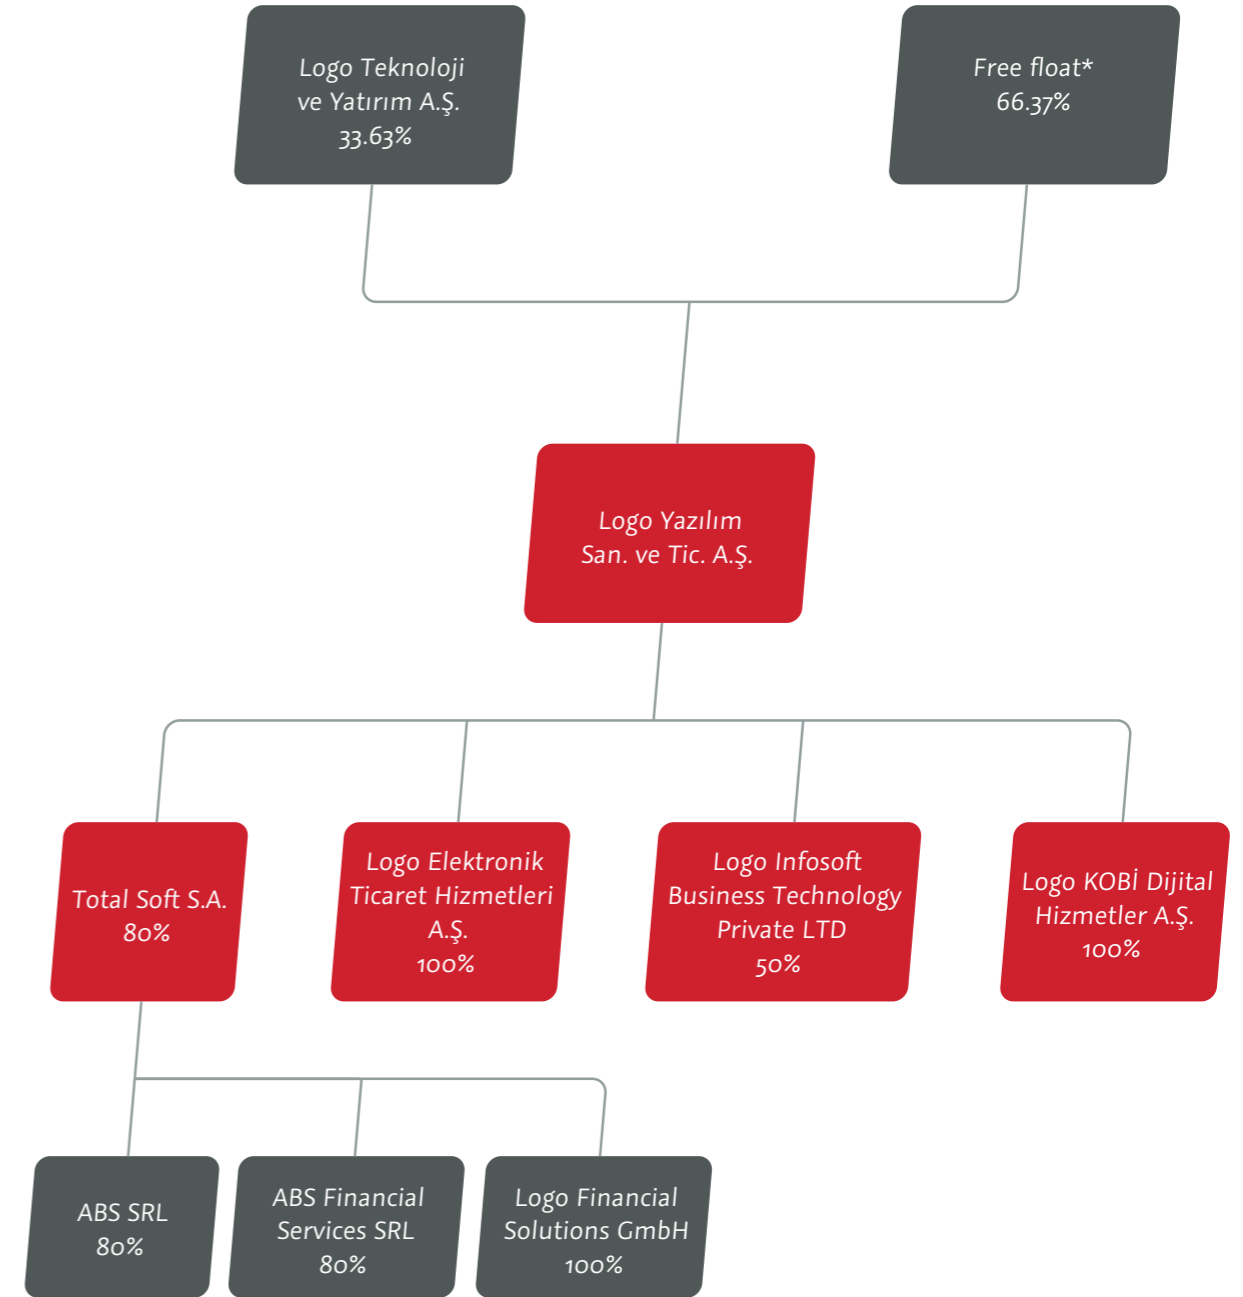 Logo Teknoloji
ve Yatırım A.Ş.
33.63%
Free float*
66.37%
Logo Yazılım
San. ve Tic. A.Ş.
Total Soft S.A.
80%
Logo Elektronik
Ticaret Hizmetleri
A.Ş.
100%
Logo Infosoft
Business Technology
Private LTD
50%
Logo KOBİ Dijital
Hizmetler A.Ş.
100%
ABS SRL
80%
ABS Financial
Services SRL
80%
Logo Financial
Solutions GmbH
100%